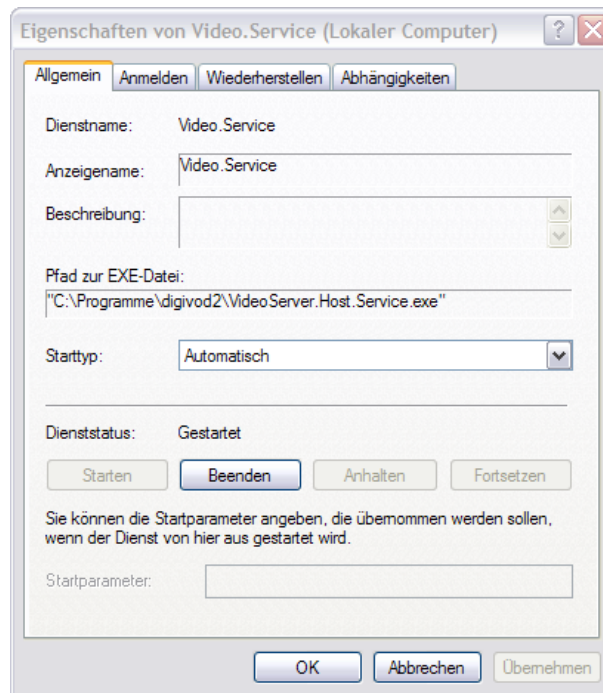 Eigenschaften von Video.Service (Lokaler Computer)
Allgemein Anmelden Wiederherstellen Abhängigkeiten
Dienstname: Video.Service
Anzeigename: Video.Service
Beschreibung:
Pfad zur EXE-Datei:
"C:\Programme\digivod2\VideoServer.Host.Service.exe"
Starttyp: Automatisch
Dienststatus: Gestartet
Starten Beenden Anhalten Fortsetzen
Sie können die Startparameter angeben, die übernommen werden sollen,
wenn der Dienst von hier aus gestartet wird.
Startparameter:
OK Abbrechen Übernehmen